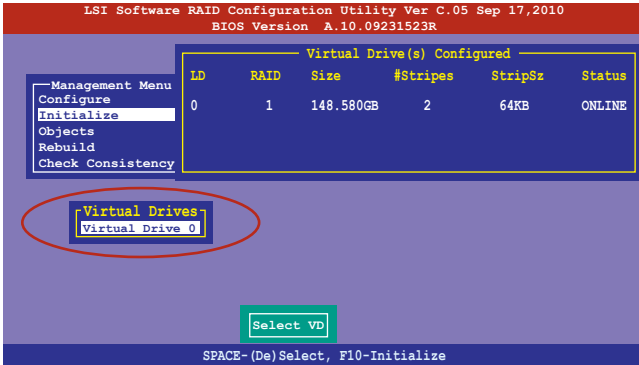 LSI Software RAID Configuration Utility Ver C.05 Sep 17,2010
BIOS Version A.10.09231523R
Virtual Drive(s) Configured
LD RAID Size #Stripes StripSz Status
0 1 148.580GB 2 64KB ONLINE
Management Menu
Configure
Initialize
Objects
Rebuild
Check Consistency
Virtual Drives
Virtual Drive 0
Select VD
SPACE-(De)Select, F10-Initialize